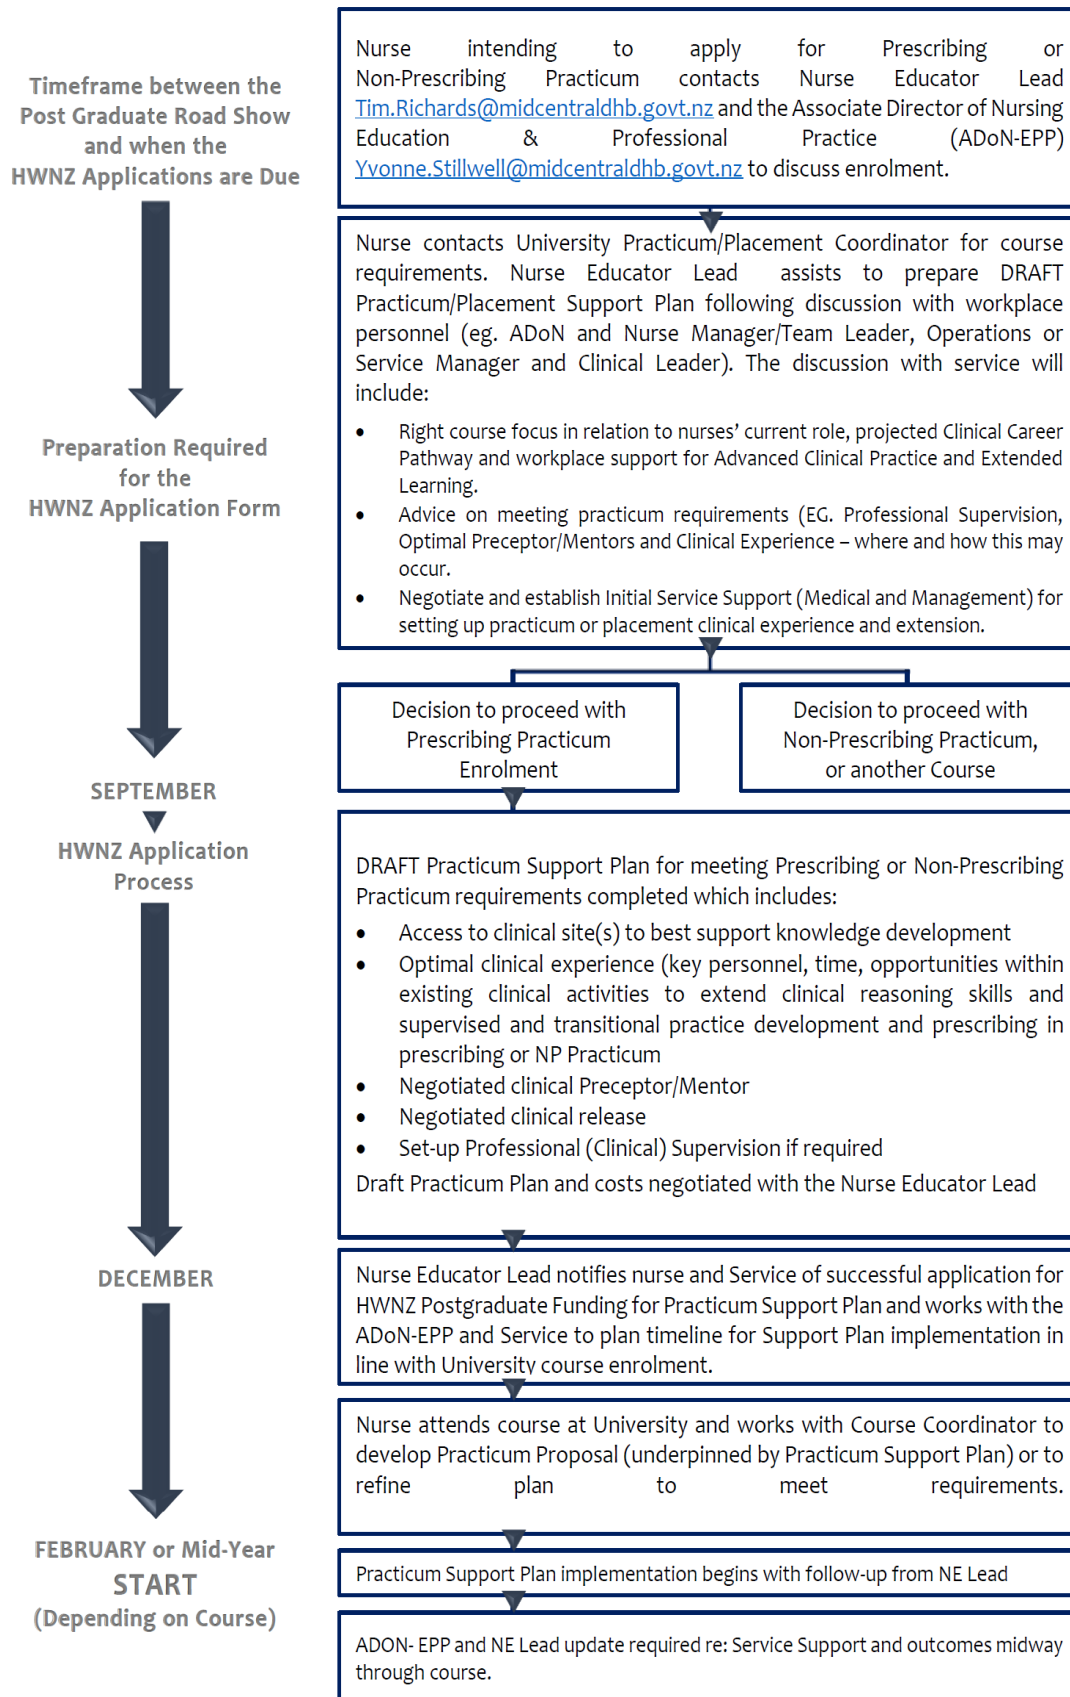 Timeframe between the
Post Graduate Road Show
and when the
HWNZ Applications are Due
Preparation Required
for the
HWNZ Application Form
SEPTEMBER
HWNZ Application
Process
DECEMBER
FEBRUARY or Mid-Year
START
(Depending on Course)
Nurse intending to apply for Prescribing or
Non-Prescribing Practicum contacts Nurse Educator Lead
Tim.Richards@midcentraldhb.govt.nz and the Associate Director of Nursing
Education & Professional Practice (ADoN-EPP)
Yvonne.Stillwell@midcentraldhb.govt.nz to discuss enrolment.
Nurse contacts University Practicum/Placement Coordinator for course
requirements. Nurse Educator Lead assists to prepare DRAFT
Practicum/Placement Support Plan following discussion with workplace
personnel (eg. ADoN and Nurse Manager/Team Leader, Operations or
Service Manager and Clinical Leader). The discussion with service will
include:
• Right course focus in relation to nurses' current role, projected Clinical Career
Pathway and workplace support for Advanced Clinical Practice and Extended
Learning.
• Advice on meeting practicum requirements (EG. Professional Supervision,
Optimal Preceptor/Mentors and Clinical Experience – where and how this may
occur.
• Negotiate and establish Initial Service Support (Medical and Management) for
setting up practicum or placement clinical experience and extension.
Decision to proceed with
Prescribing Practicum
Enrolment
Decision to proceed with
Non-Prescribing Practicum,
or another Course
DRAFT Practicum Support Plan for meeting Prescribing or Non-Prescribing
Practicum requirements completed which includes:
• Access to clinical site(s) to best support knowledge development
• Optimal clinical experience (key personnel, time, opportunities within
existing clinical activities to extend clinical reasoning skills and
supervised and transitional practice development and prescribing in
prescribing or NP Practicum
• Negotiated clinical Preceptor/Mentor
• Negotiated clinical release
• Set-up Professional (Clinical) Supervision if required
Draft Practicum Plan and costs negotiated with the Nurse Educator Lead
Nurse Educator Lead notifies nurse and Service of successful application for
HWNZ Postgraduate Funding for Practicum Support Plan and works with the
ADoN-EPP and Service to plan timeline for Support Plan implementation in
line with University course enrolment.
Nurse attends course at University and works with Course Coordinator to
develop Practicum Proposal (underpinned by Practicum Support Plan) or to
refine plan to meet requirements.
Practicum Support Plan implementation begins with follow-up from NE Lead
ADON- EPP and NE Lead update required re: Service Support and outcomes midway
through course.